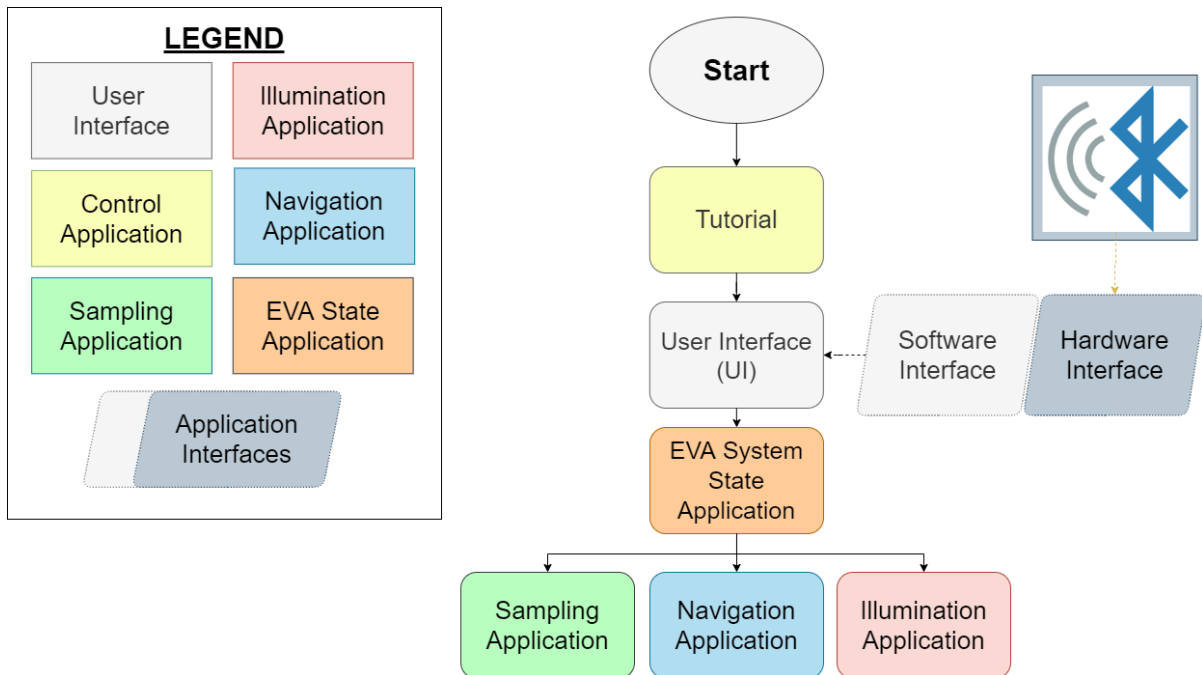 LEGEND
User
Interface
Illumination
Application
Control
Application
Navigation
Application
Sampling
Application
EVA State
Application
Application
Interfaces
Start
Tutorial
User Interface
(UI)
Software
Interface
Hardware
Interface
EVA System
State
Application
Sampling
Application
Navigation
Application
Illumination
Application